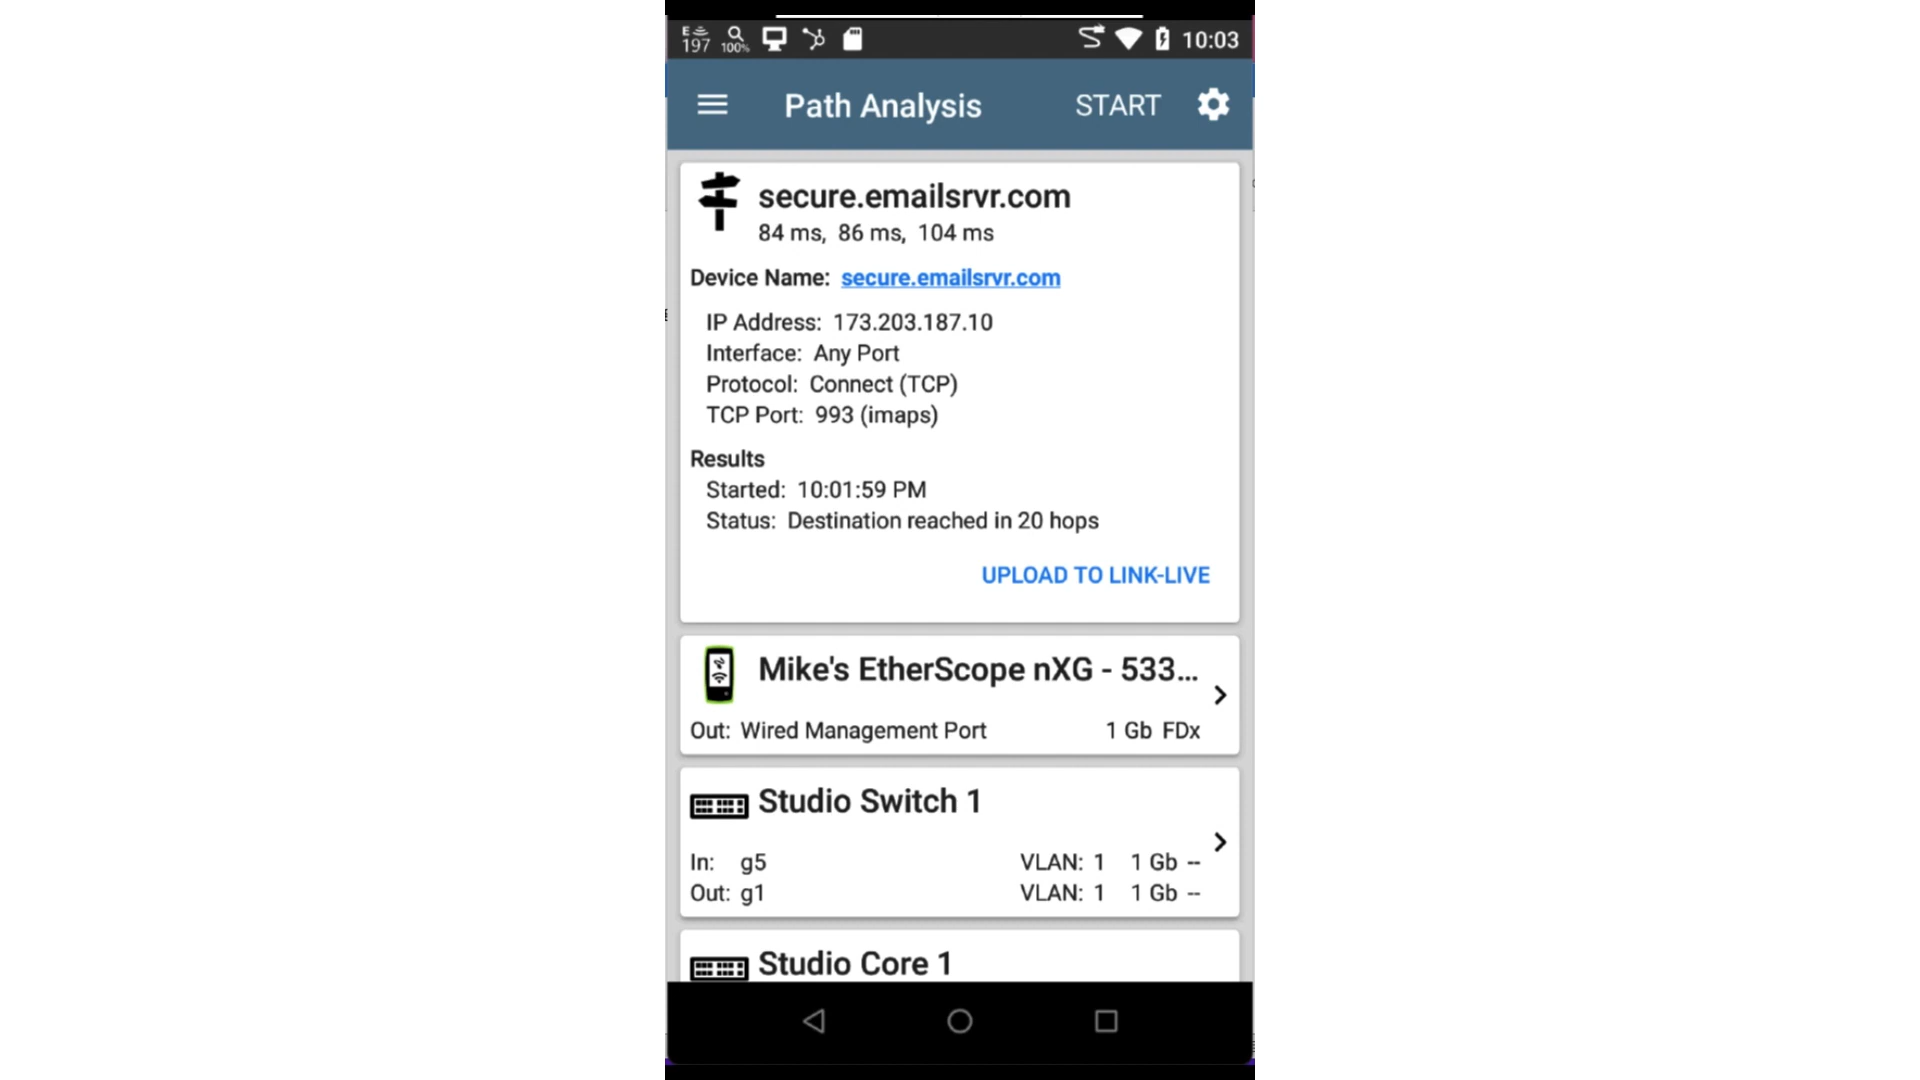 E
197 100% 10:03
Path Analysis START
secure.emailsrvr.com
84 ms, 86 ms, 104 ms
Device Name: secure.emailsrvr.com
IP Address: 173.203.187.10
Interface: Any Port
Protocol: Connect (TCP)
TCP Port: 993 (imaps)
Results
Started: 10:01:59 PM
Status: Destination reached in 20 hops
UPLOAD TO LINK-LIVE
Mike's EtherScope nXG - 533...
Out: Wired Management Port 1 Gb FDx
Studio Switch 1
In: g5 VLAN: 1 1 Gb --
Out: g1 VLAN: 1 1 Gb --
Studio Core 1